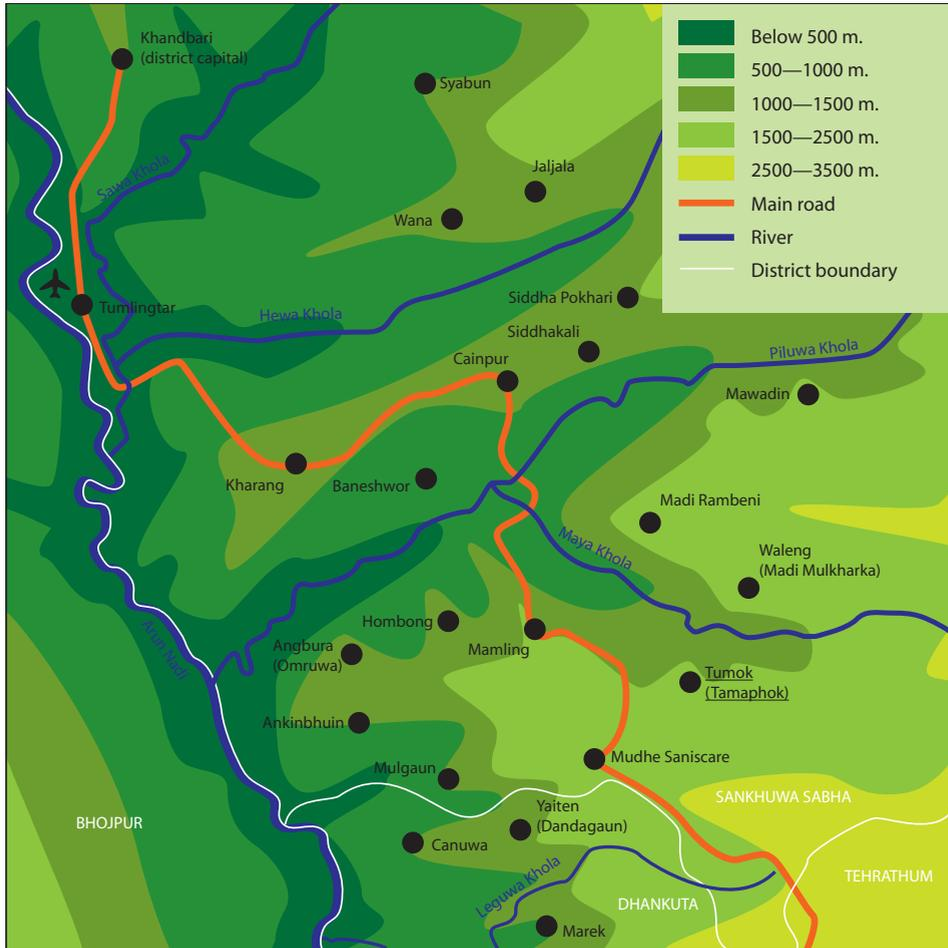 Khandbari
(district capital)
Syabun
Below 500 m.
500—1000 m.
1000—1500 m.
1500—2500 m.
2500—3500 m.
Main road
River
District boundary
Sawa Khola
Jaljala
Wana
Siddha Pokhari
Tumlingtar
Hewa Khola
Siddhakali
Cainpur
Piluwa Khola
Mawadin
Kharang
Baneshwor
Madi Rambeni
Maya Khola
Waleng
(Madi Mulkharka)
Hombong
Arun Nadi
Angbura
(Omruwa)
Mamling
Tumok
(Tamaphok)
Ankinbhuin
Mudhe Saniscare
Mulgaun
SANKHUWA SABHA
BHOJPUR
Yaiten
(Dandagaun)
Canuwa
Leguwa Khola
TEHRATHUM
DHANKUTA
Marek